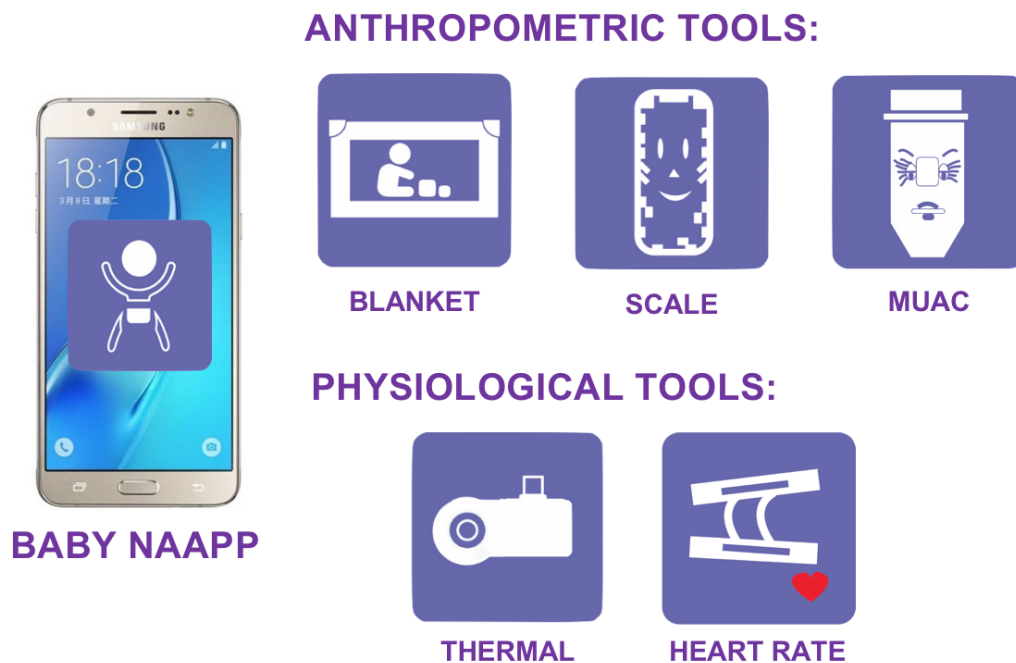 ANTHROPOMETRIC TOOLS:
SAMSUNG
18:18
3月8日, 星期二
BLANKET
SCALE
MUAC
PHYSIOLOGICAL TOOLS:
BABY NAAPP
THERMAL
HEART RATE